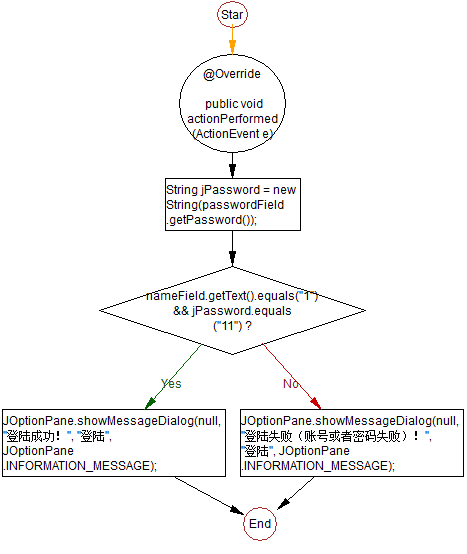 Star
@Override
public void
actionPerformed
(ActionEvent e)
String jPassword = new
String(passwordField
.getPassword());
nameField.getText().equals("1")
&& jPassword.equals
("11") ?
Yes
No
JOptionPane.showMessageDialog(null,
"登陆成功！", "登陆",
JOptionPane
.INFORMATION_MESSAGE);
JOptionPane.showMessageDialog(null,
"登陆失败（账号或者密码失败）！",
"登陆", JOptionPane
.INFORMATION_MESSAGE);
End